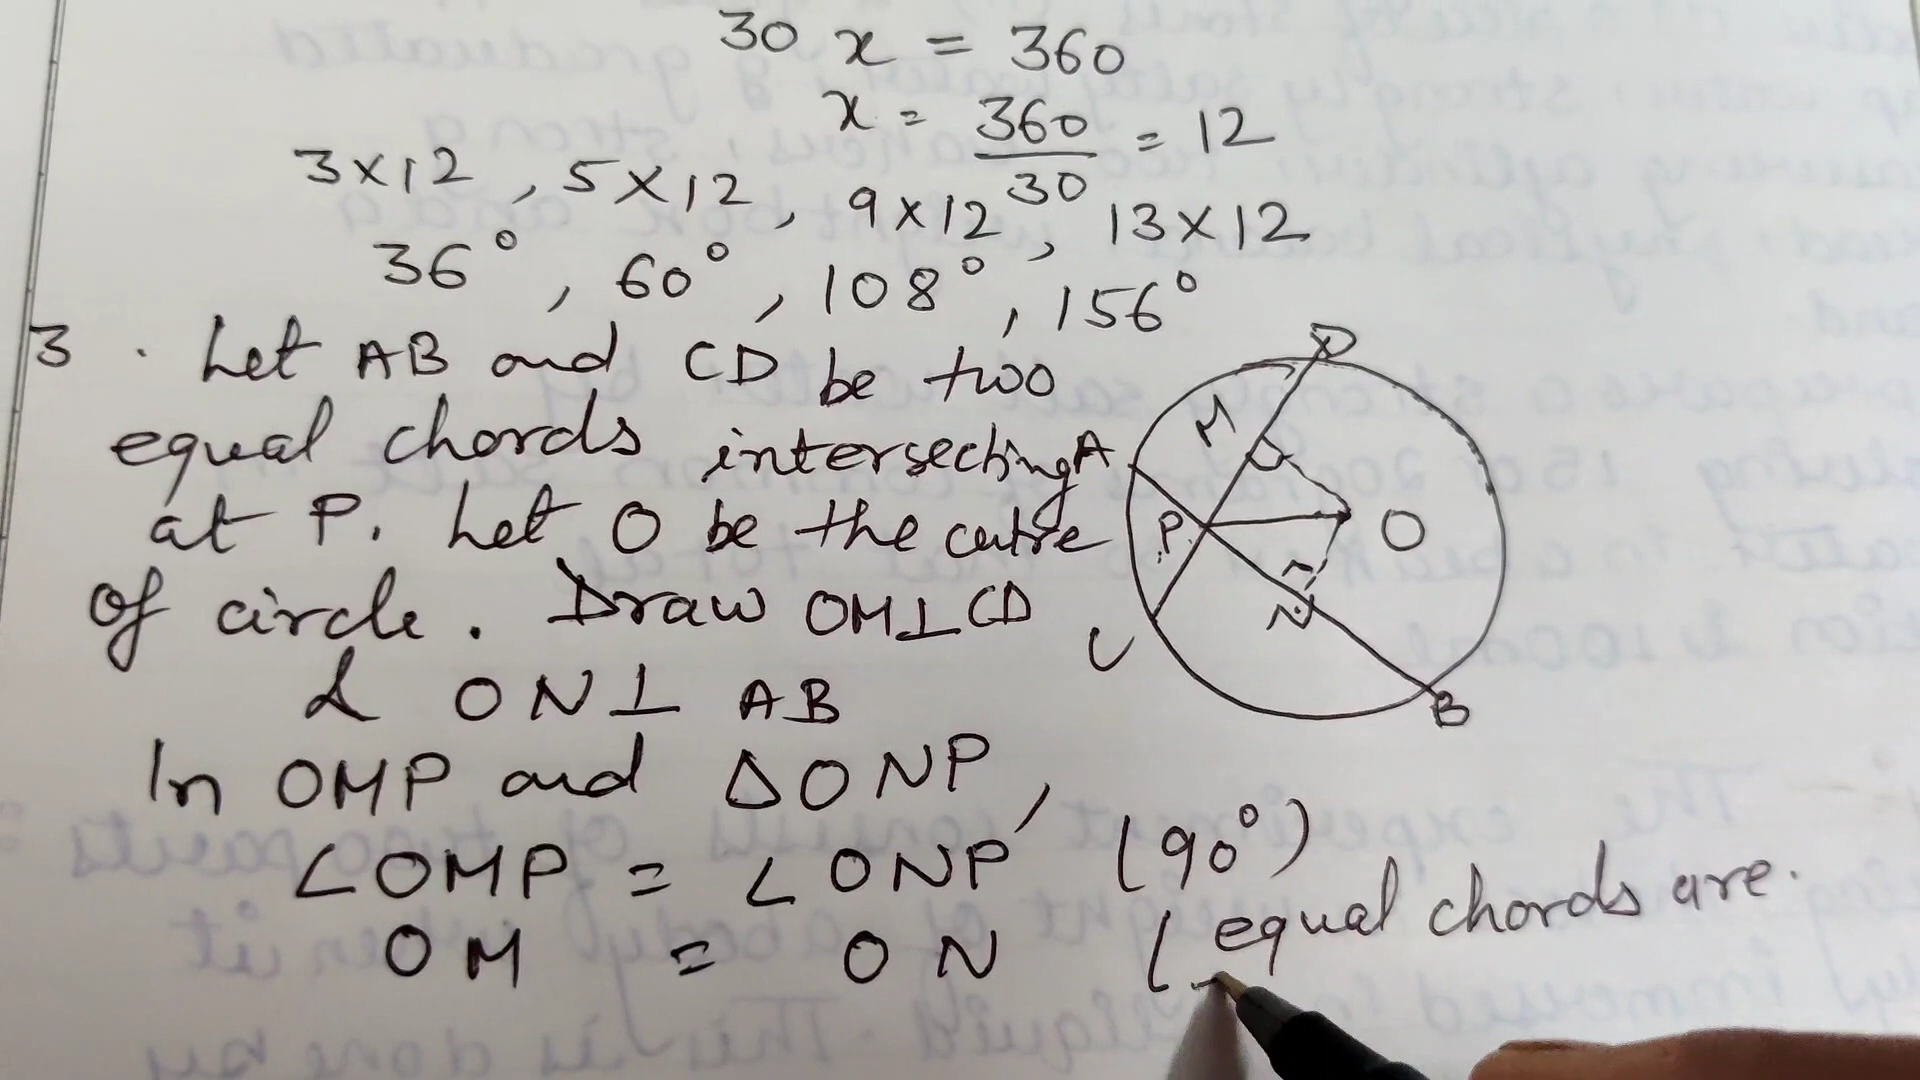 30 x = 360
x = 360/30 = 12
3×12, 5×12, 9×12, 13×12
36°, 60°, 108°, 156°
3. Let AB and CD be two
equal chords intersecting
at P. Let O be the
of circle. Draw OM⊥CD
& ON⊥ AB
In OMP and ΔONP,
∠OMP = ∠ONP (90°)
OM = ON (equal chords are.
D
M
A
P
O
N
C
B